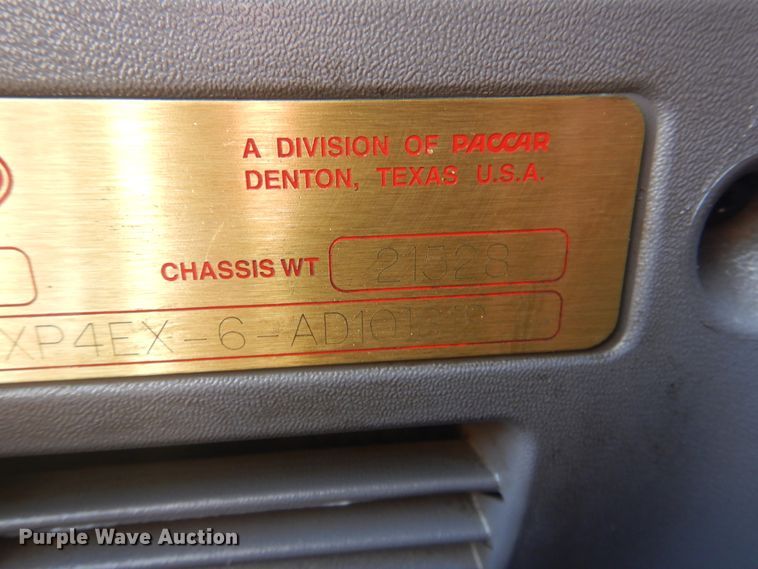 A DIVISION OF PACCAR
DENTON, TEXAS U.S.A.
CHASSIS WT 21528
Purple Wave Auction